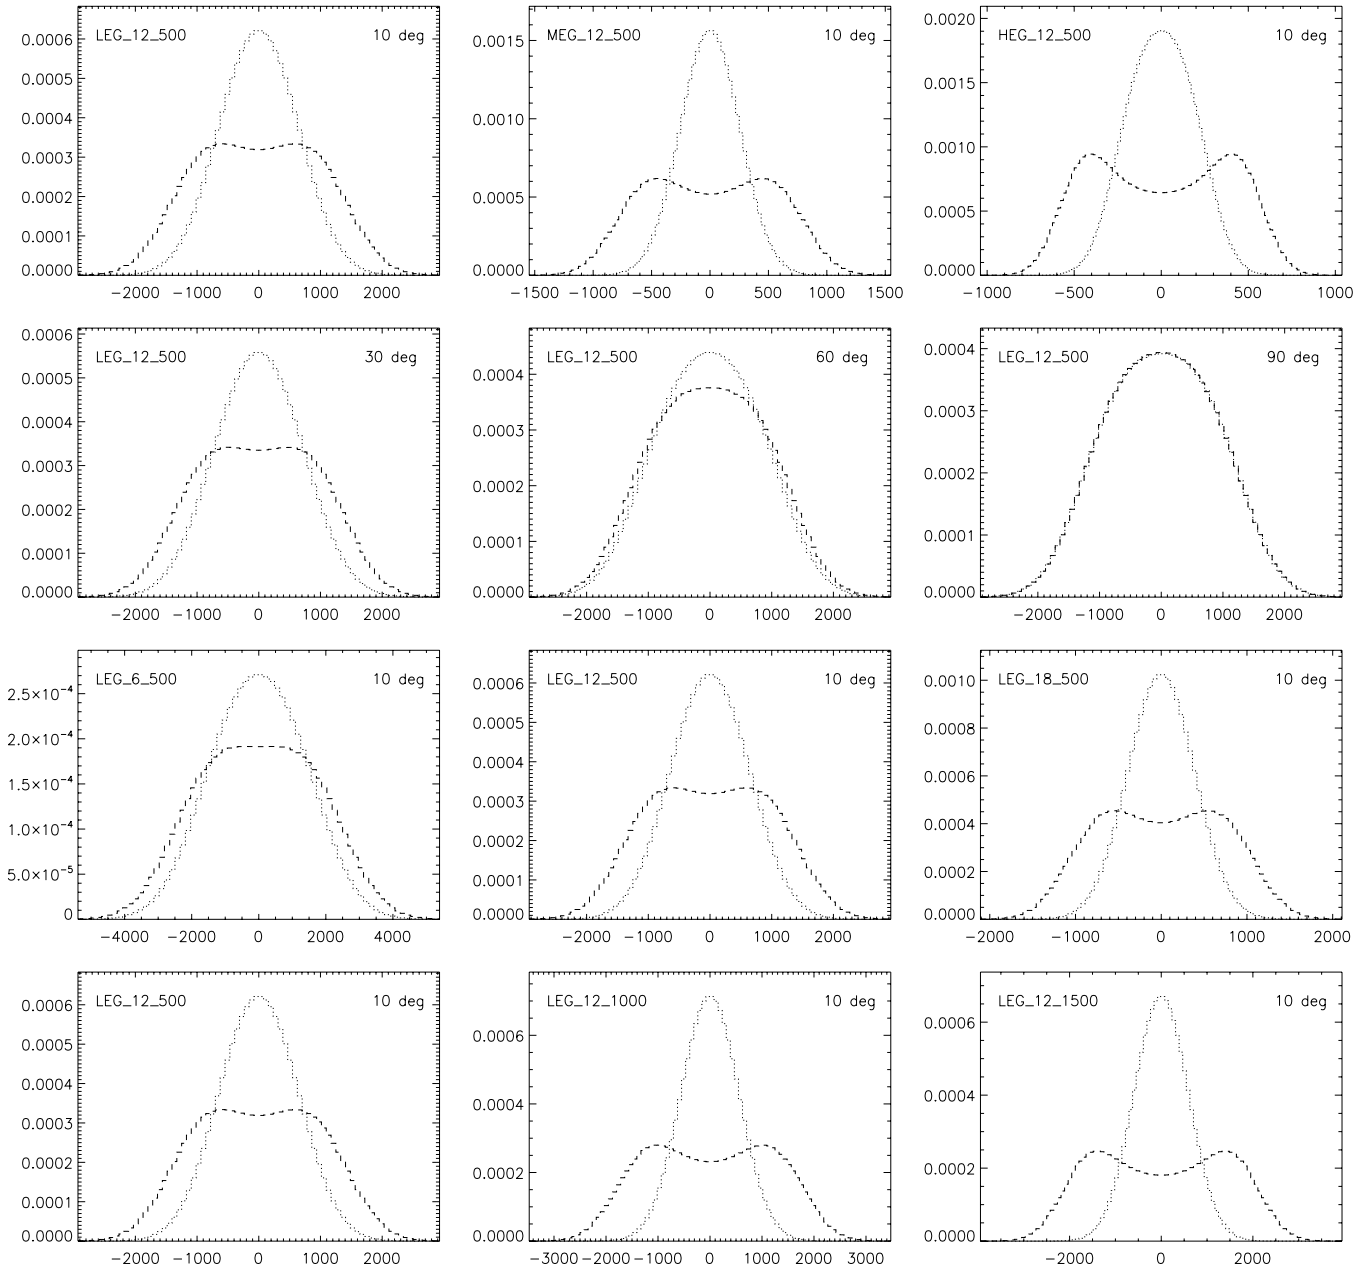 LEG_12_500 10 deg
0.0006
0.0005
0.0004
0.0003
0.0002
0.0001
0.0000
−2000 −1000 0 1000 2000
MEG_12_500 10 deg
0.0015
0.0010
0.0005
0.0000
−1500 −1000 −500 0 500 1000 1500
HEG_12_500 10 deg
0.0020
0.0015
0.0010
0.0005
0.0000
−1000 −500 0 500 1000
LEG_12_500 30 deg
0.0006
0.0005
0.0004
0.0003
0.0002
0.0001
0.0000
−2000 −1000 0 1000 2000
LEG_12_500 60 deg
0.0004
0.0003
0.0002
0.0001
0.0000
−2000 −1000 0 1000 2000
LEG_12_500 90 deg
0.0004
0.0003
0.0002
0.0001
0.0000
−2000 −1000 0 1000 2000
LEG_6_500 10 deg
2.5×10⁻⁴
2.0×10⁻⁴
1.5×10⁻⁴
1.0×10⁻⁴
5.0×10⁻⁵
0
−4000 −2000 0 2000 4000
LEG_12_500 10 deg
0.0006
0.0005
0.0004
0.0003
0.0002
0.0001
0.0000
−2000 −1000 0 1000 2000
LEG_18_500 10 deg
0.0010
0.0008
0.0006
0.0004
0.0002
0.0000
−2000 −1000 0 1000 2000
LEG_12_500 10 deg
0.0006
0.0005
0.0004
0.0003
0.0002
0.0001
0.0000
−2000 −1000 0 1000 2000
LEG_12_1000 10 deg
0.0006
0.0004
0.0002
0.0000
−3000 −2000 −1000 0 1000 2000 3000
LEG_12_1500 10 deg
0.0006
0.0004
0.0002
0.0000
−2000 0 2000